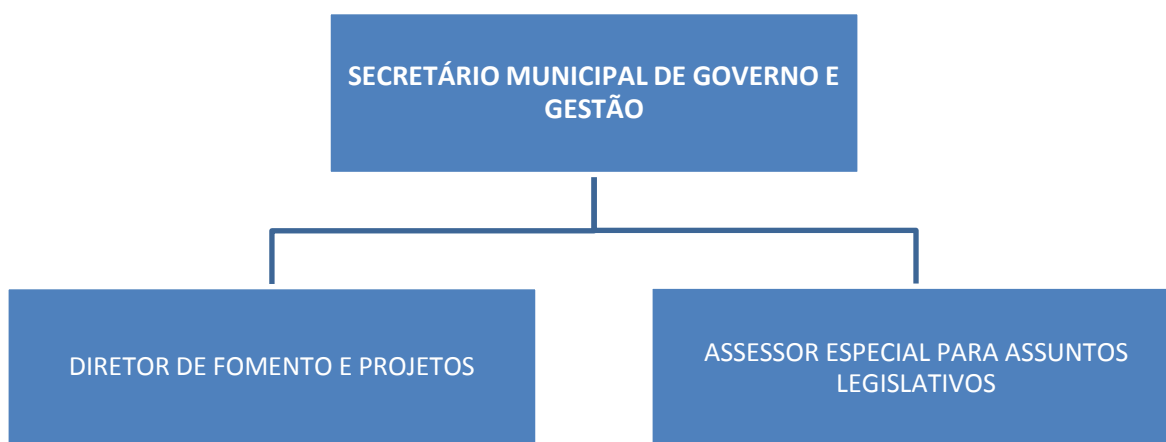 SECRETÁRIO MUNICIPAL DE GOVERNO E
GESTÃO
DIRETOR DE FOMENTO E PROJETOS
ASSESSOR ESPECIAL PARA ASSUNTOS
LEGISLATIVOS